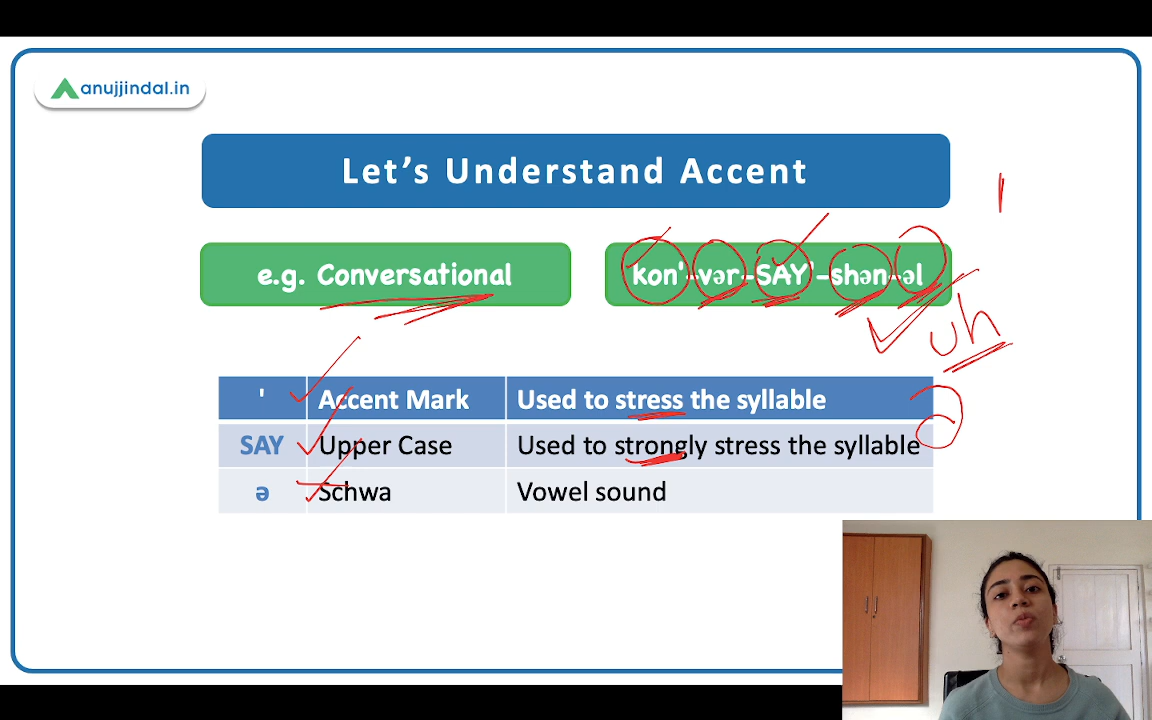 anujjindal.in
Let's Understand Accent
e.g. Conversational
kon'-vər-SAY'-shən-əl
uh
' Accent Mark Used to stress the syllable
SAY Upper Case Used to strongly stress the syllable
ə Schwa Vowel sound